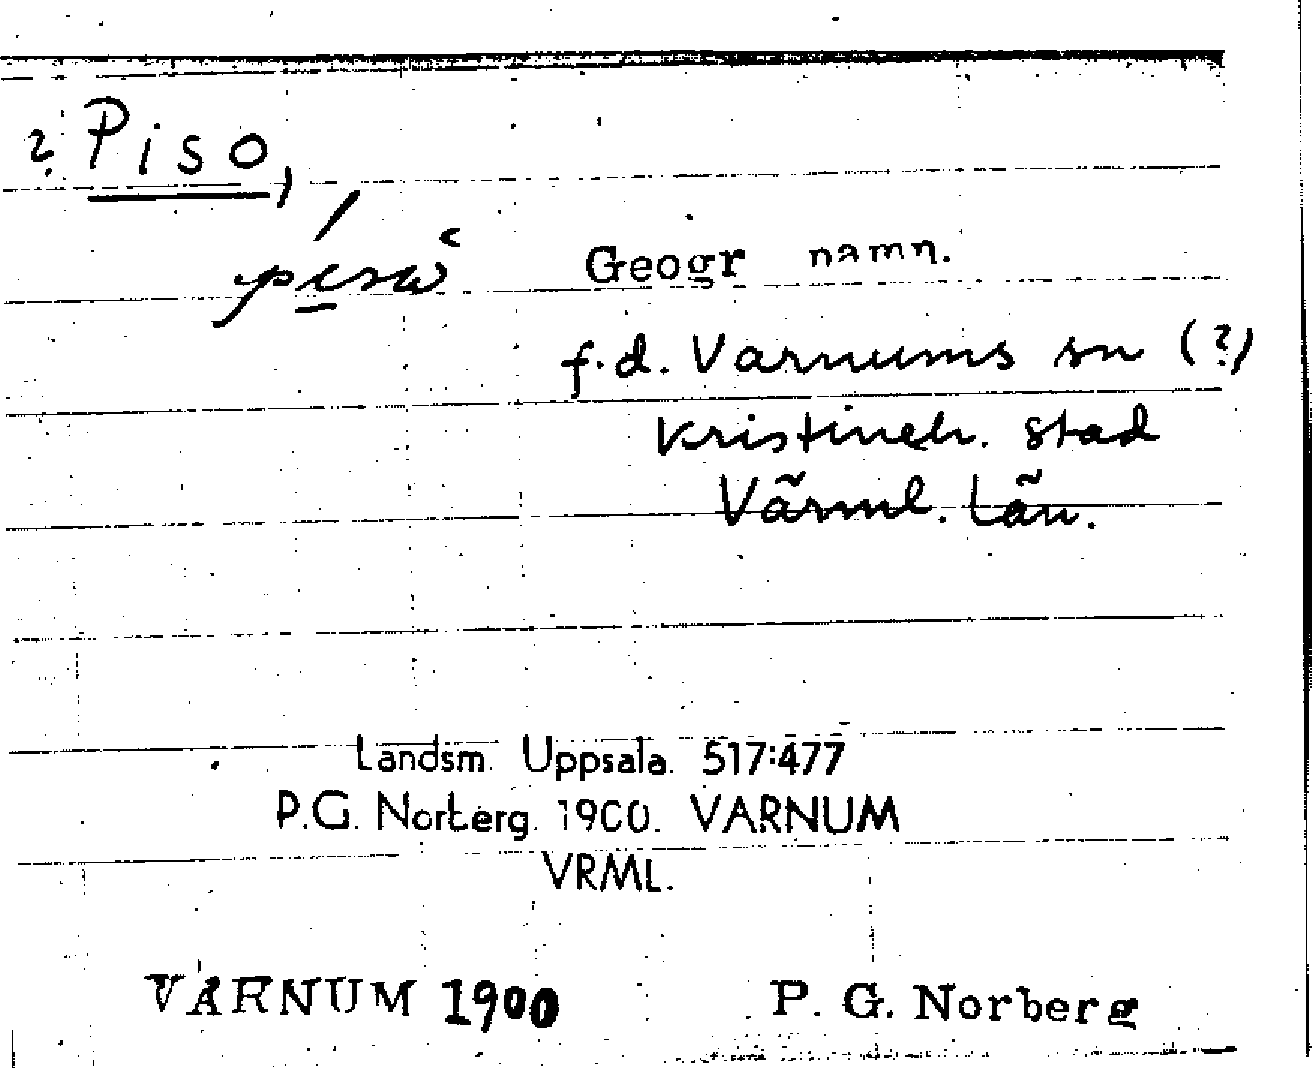 ? Piso,
Geogr namn.
f.d. Varnums sn (?)
Kristineh. stad
Värml. Län.
Landsm. Uppsala. 517:477
P.G. Norberg. 1900. VARNUM
VRML.
VARNUM 1900 P. G. Norberg